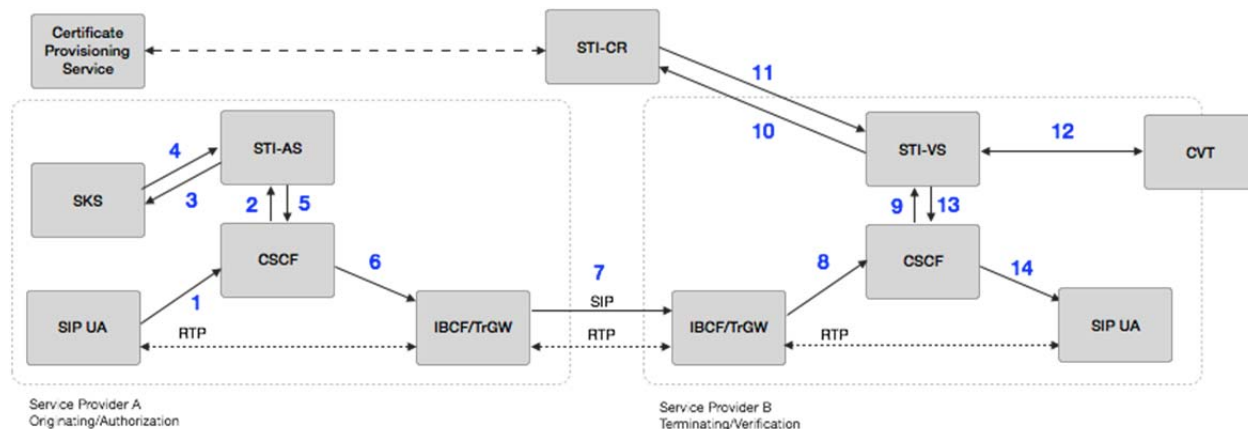 Certificate
Provisioning
Service
STI-CR
11
10
4
STI-AS
12
STI-VS
CVT
SKS
3
2
5
9
13
CSCF
6
7
8
CSCF
14
1
SIP
SIP UA
IBCF/TrGW
IBCF/TrGW
SIP UA
RTP
RTP
RTP
Service Provider A
Originating/Authorization
Service Provider B
Terminating/Verification